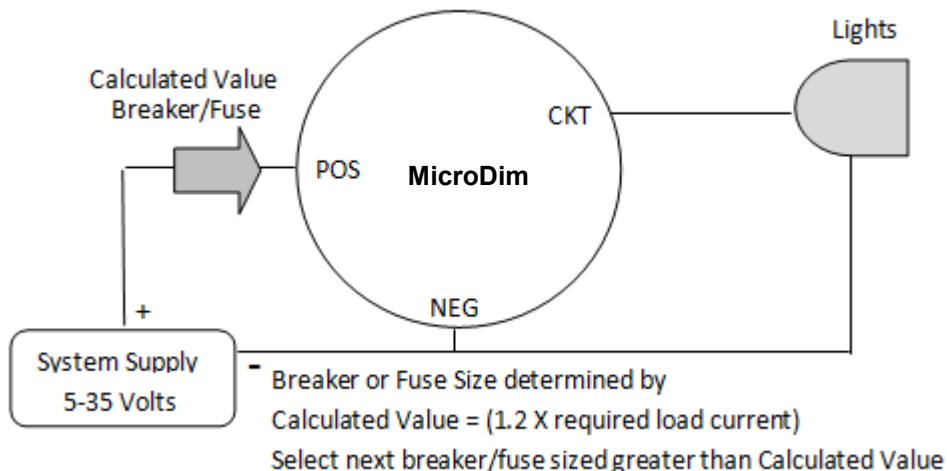 Lights
Calculated Value
Breaker/Fuse
CKT
POS
MicroDim
NEG
+
System Supply
5-35 Volts
-
Breaker or Fuse Size determined by
Calculated Value = (1.2 X required load current)
Select next breaker/fuse sized greater than Calculated Value